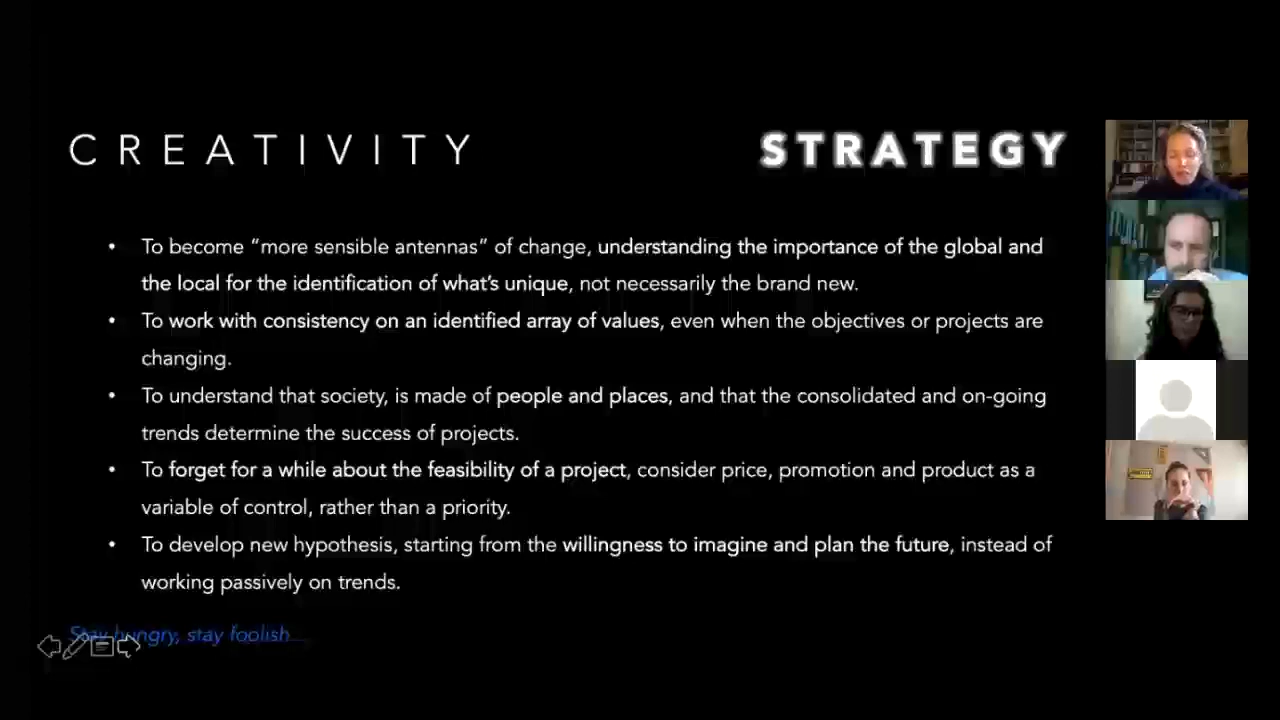 CREATIVITY STRATEGY
• To become “more sensible antennas” of change, understanding the importance of the global and
the local for the identification of what’s unique, not necessarily the brand new.
• To work with consistency on an identified array of values, even when the objectives or projects are
changing.
• To understand that society, is made of people and places, and that the consolidated and on-going
trends determine the success of projects.
• To forget for a while about the feasibility of a project, consider price, promotion and product as a
variable of control, rather than a priority.
• To develop new hypothesis, starting from the willingness to imagine and plan the future, instead of
working passively on trends.
Stay hungry, stay foolish...